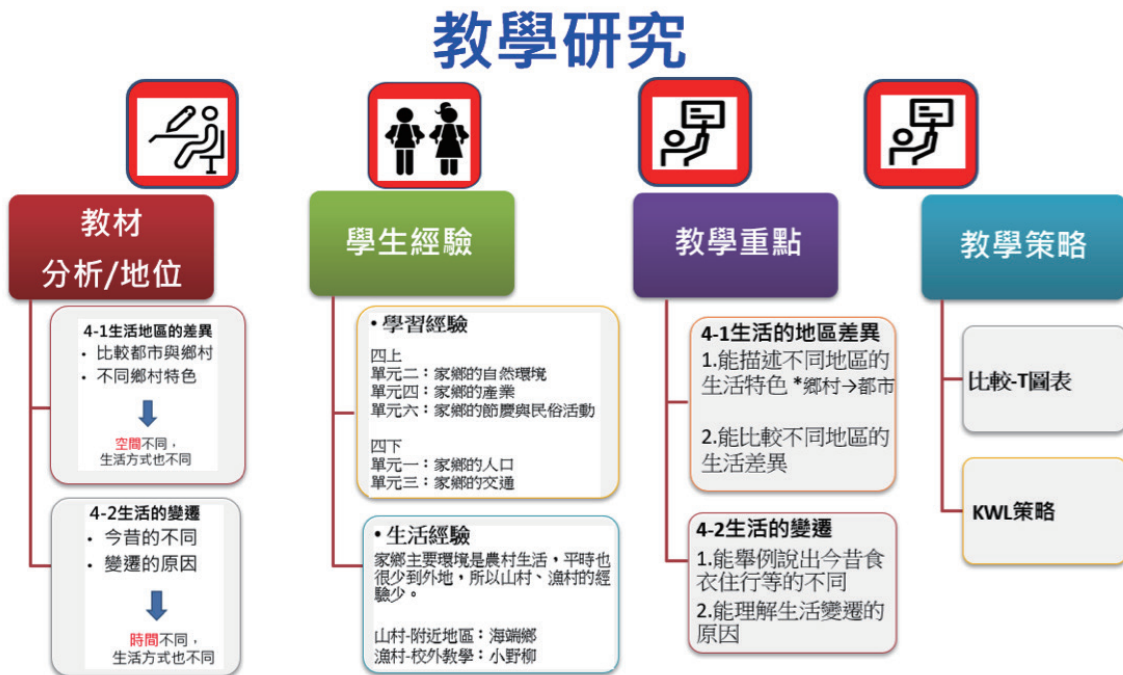 教學研究
教材
分析/地位
4-1生活地區的差異
• 比較都市與鄉村
• 不同鄉村特色
空間不同，
生活方式也不同
4-2生活的變遷
• 今昔的不同
• 變遷的原因
時間不同，
生活方式也不同
學生經驗
• 學習經驗
四上
單元二：家鄉的自然環境
單元四：家鄉的產業
單元六：家鄉的節慶與民俗活動
四下
單元一：家鄉的人口
單元三：家鄉的交通
• 生活經驗
家鄉主要環境是農村生活，平時也
很少到外地，所以山村、漁村的經
驗少。
山村-附近地區：海端鄉
漁村-校外教學：小野柳
教學重點
4-1生活的地區差異
1.能描述不同地區的
生活特色 *鄉村→都市
2.能比較不同地區的
生活差異
4-2生活的變遷
1.能舉例說出今昔食
衣住行等的不同
2.能理解生活變遷的
原因
教學策略
比較-T圖表
KWL策略